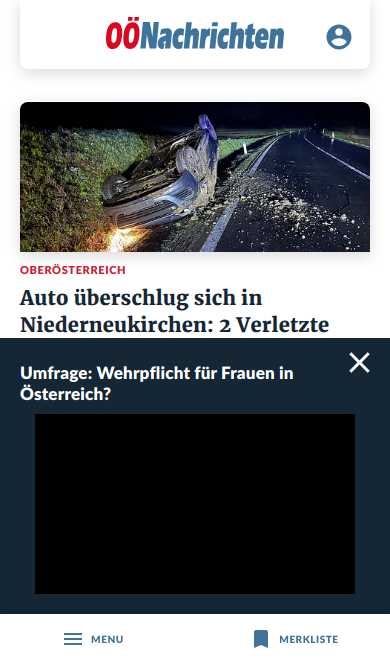 OÖNachrichten
OBERÖSTERREICH
Auto überschlug sich in
Niederneukirchen: 2 Verletzte
Umfrage: Wehrpflicht für Frauen in
Österreich?
MENU
MERKLISTE